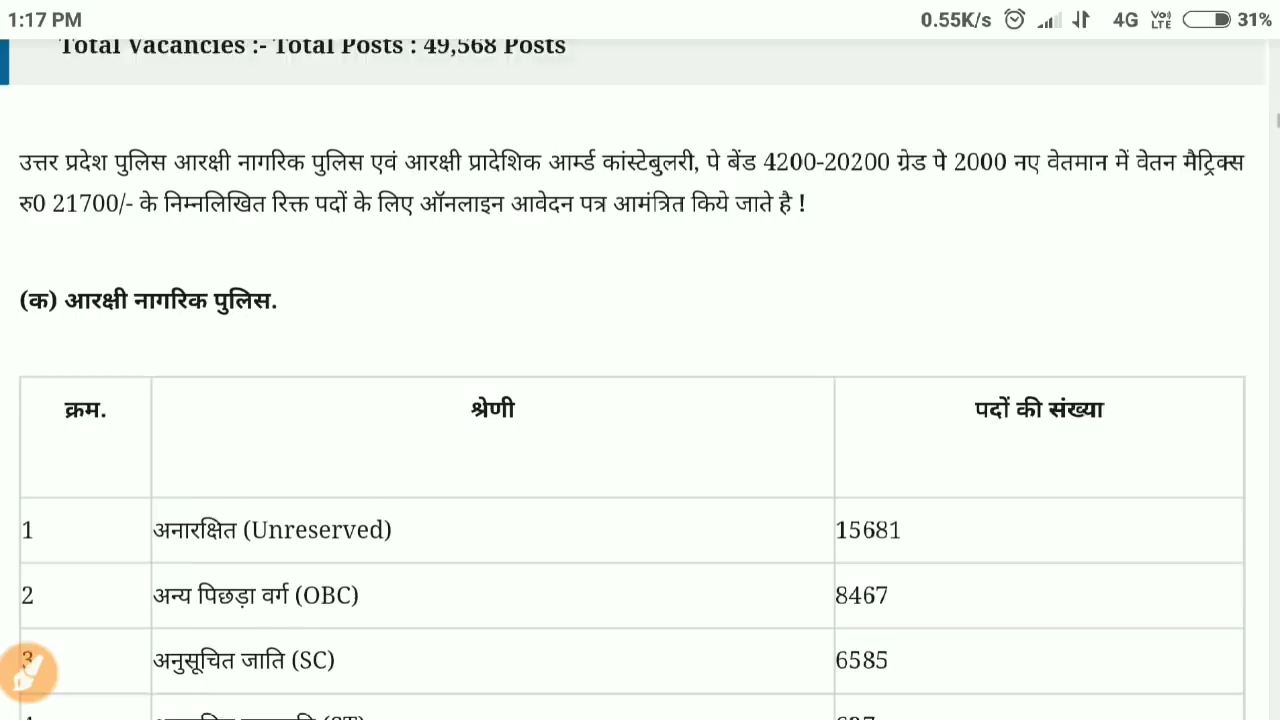 1:17 PM 0.55K/s 4G VoLTE 31%
Total Vacancies :- Total Posts : 49,568 Posts
उत्तर प्रदेश पुलिस आरक्षी नागरिक पुलिस एवं आरक्षी प्रादेशिक आर्म्ड कांस्टेबुलरी, पे बेंड 4200-20200 ग्रेड पे 2000 नए वेतमान में वेतन मैट्रिक्स
रु0 21700/- के निम्नलिखित रिक्त पदों के लिए ऑनलाइन आवेदन पत्र आमंत्रित किये जाते है !
(क) आरक्षी नागरिक पुलिस.
क्रम. श्रेणी पदों की संख्या
1 अनारक्षित (Unreserved) 15681
2 अन्य पिछड़ा वर्ग (OBC) 8467
3 अनुसूचित जाति (SC) 6585